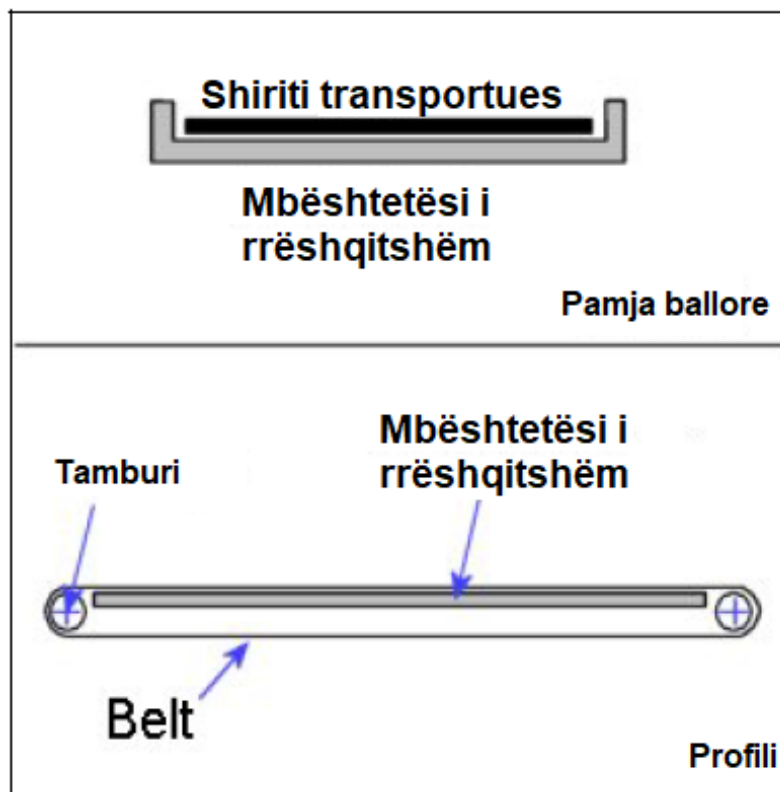 Shiriti transportues
Mbështetësi i
rrëshqitshëm
Pamja ballore
Mbështetësi i
rrëshqitshëm
Tamburi
Belt
Profili